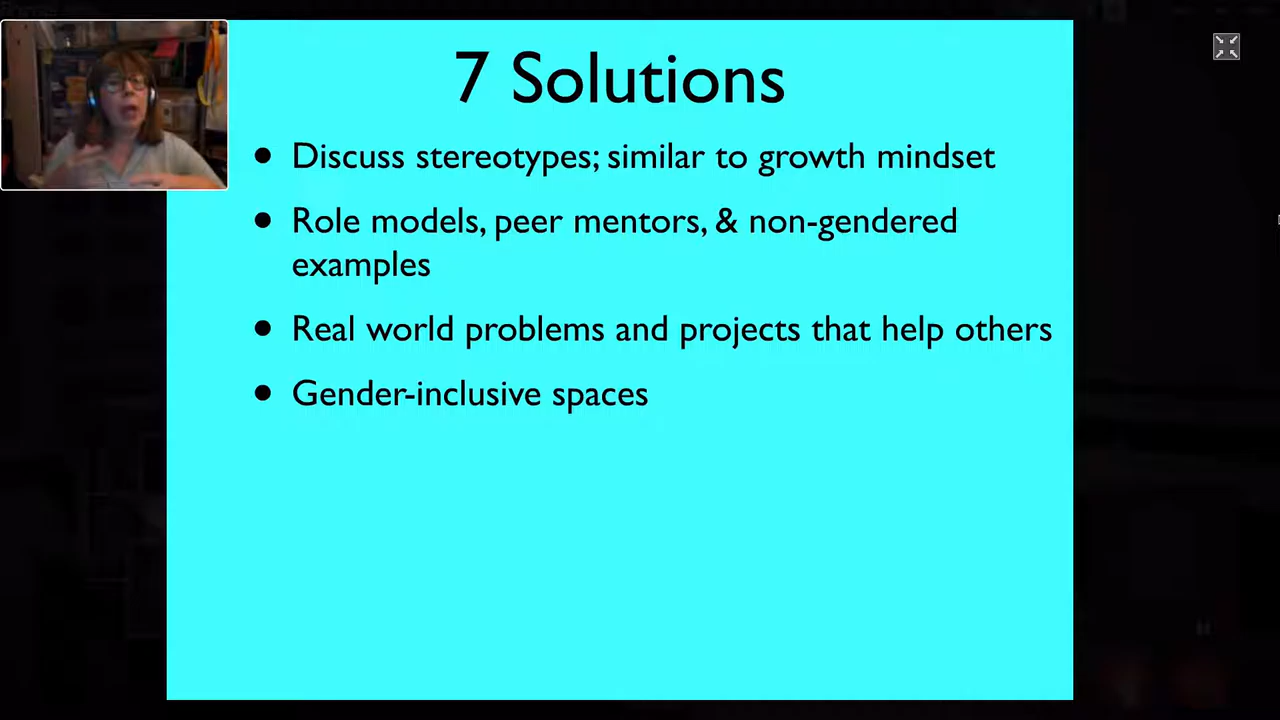 7 Solutions
• Discuss stereotypes; similar to growth mindset
• Role models, peer mentors, & non-gendered
examples
• Real world problems and projects that help others
• Gender-inclusive spaces